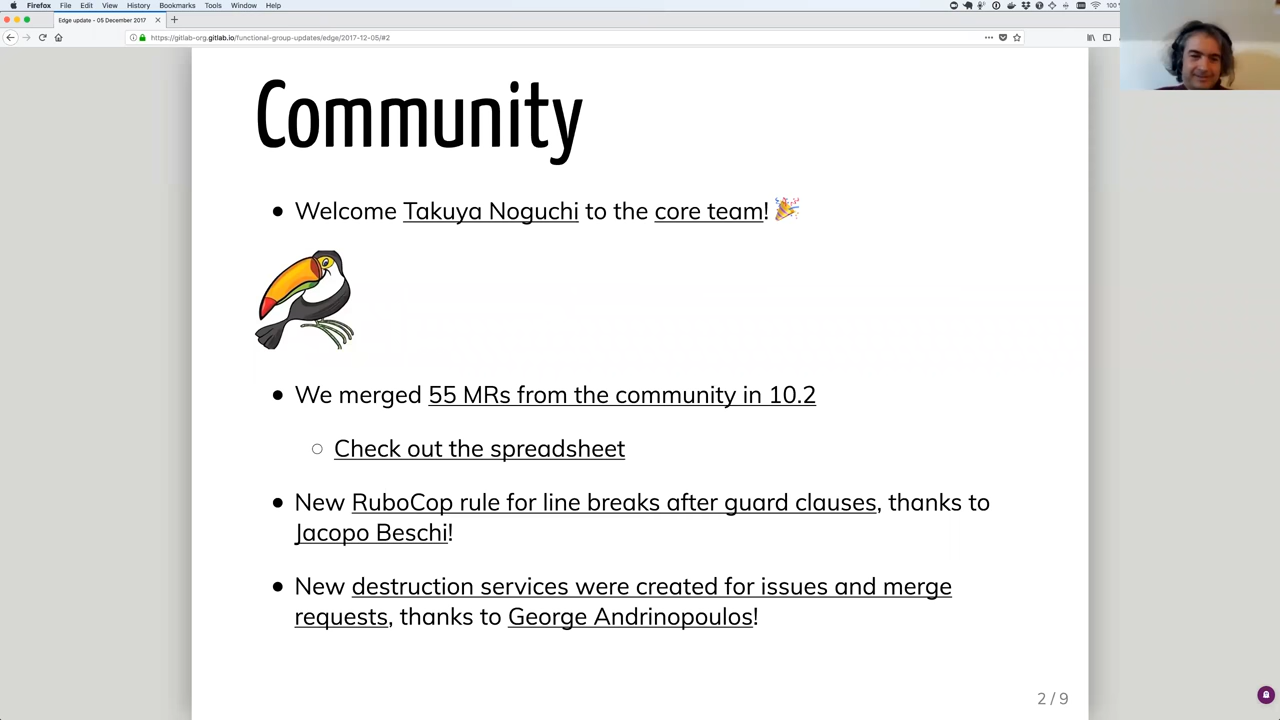 Firefox File Edit View History Bookmarks Tools Window Help
Edge update - 05 December 2017
https://gitlab-org.gitlab.io/functional-group-updates/edge/2017-12-05/#2
Community
• Welcome Takuya Noguchi to the core team!
• We merged 55 MRs from the community in 10.2
○ Check out the spreadsheet
• New RuboCop rule for line breaks after guard clauses, thanks to
Jacopo Beschi!
• New destruction services were created for issues and merge
requests, thanks to George Andrinopoulos!
2 / 9